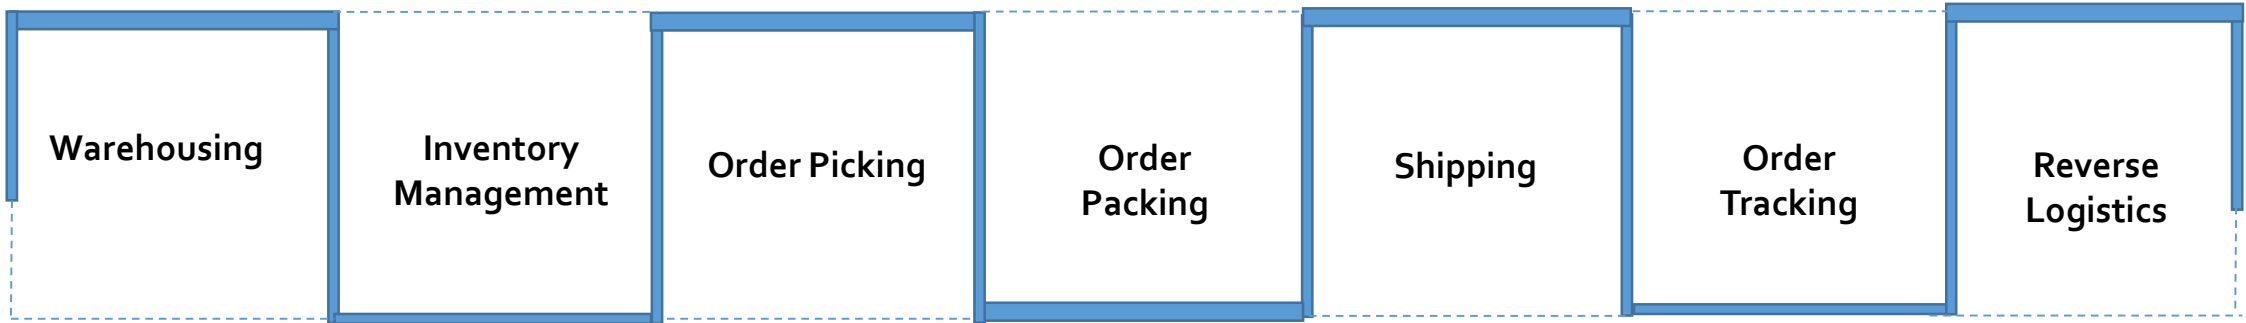 Warehousing
Inventory
Management
Order Picking
Order
Packing
Shipping
Order
Tracking
Reverse
Logistics